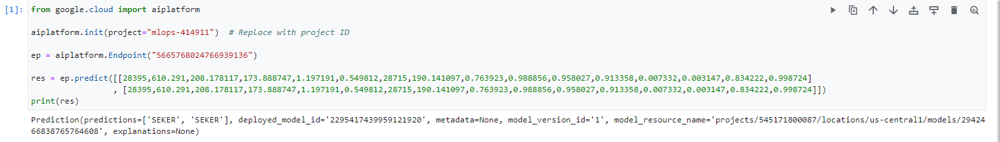 [1]: from google.cloud import aiplatform
aiplatform.init(project="mlops-414911")  # Replace with project ID
ep = aiplatform.Endpoint("5665768024766939136")
res = ep.predict([[28395,610.291,208.178117,173.888747,1.197191,0.549812,28715,190.141097,0.763923,0.988856,0.958027,0.913358,0.007332,0.003147,0.834222,0.998724]
, [28395,610.291,208.178117,173.888747,1.197191,0.549812,28715,190.141097,0.763923,0.988856,0.958027,0.913358,0.007332,0.003147,0.834222,0.998724]])
print(res)
Prediction(predictions=['SEKER', 'SEKER'], deployed_model_id='2295417439959121920', metadata=None, model_version_id='1', model_resource_name='projects/545171800087/locations/us-central1/models/29424
66838765764608', explanations=None)